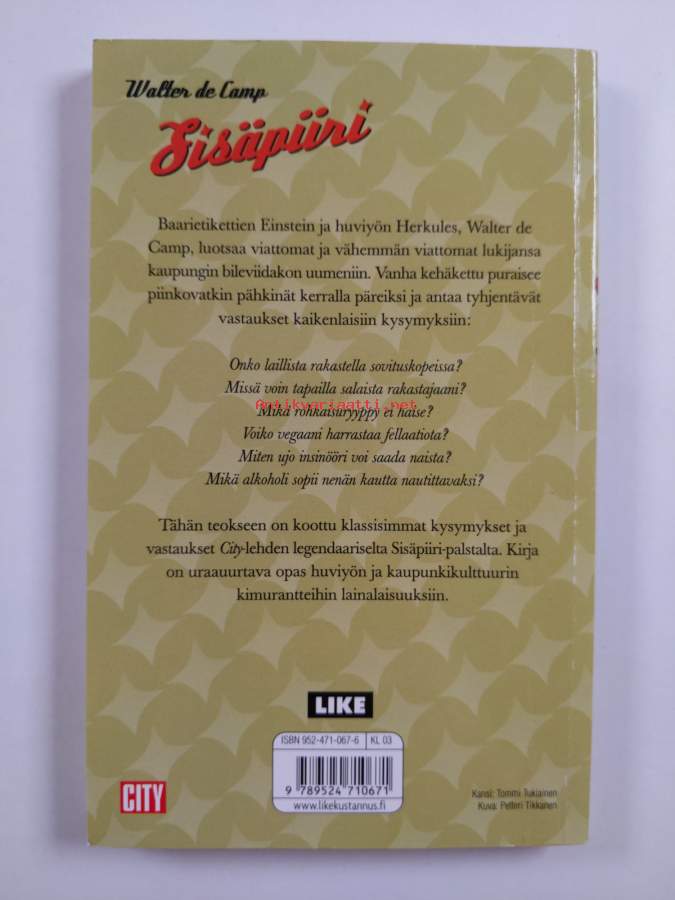 Walter de Camp
Sisäpiiri
Baarietikettien Einstein ja huviyön Herkules, Walter de
Camp, luotsaa viattomat ja vähemmän viattomat lukijansa
kaupungin bileviidakon uumeniin. Vanha kehäkettu puraisee
piinkovatkin pähkinät kerralla päreiksi ja antaa tyhjentävät
vastaukset kaikenlaisiin kysymyksiin:
Onko laillista rakastella sovituskopeissa?
Missä voin tapailla salaista rakastajaani?
Antikvariaatti.net
Mikä rohkaisuryyppy ei haise?
Voiko vegaani harrastaa fellaatiota?
Miten ujo insinööri voi saada naista?
Mikä alkoholi sopii nenän kautta nautittavaksi?
Tähän teokseen on koottu klassisimmat kysymykset ja
vastaukset City-lehden legendaariselta Sisäpiiri-palstalta. Kirja
on uraauurtava opas huviyön ja kaupunkikulttuurin
kimurantteihin lainalaisuuksiin.
LIKE
ISBN 952-471-067-6 KL 03
9 789524 710671
www.likekustannus.fi
CITY
Kansi: Tommi Tukiainen
Kuva: Petteri Tikkanen